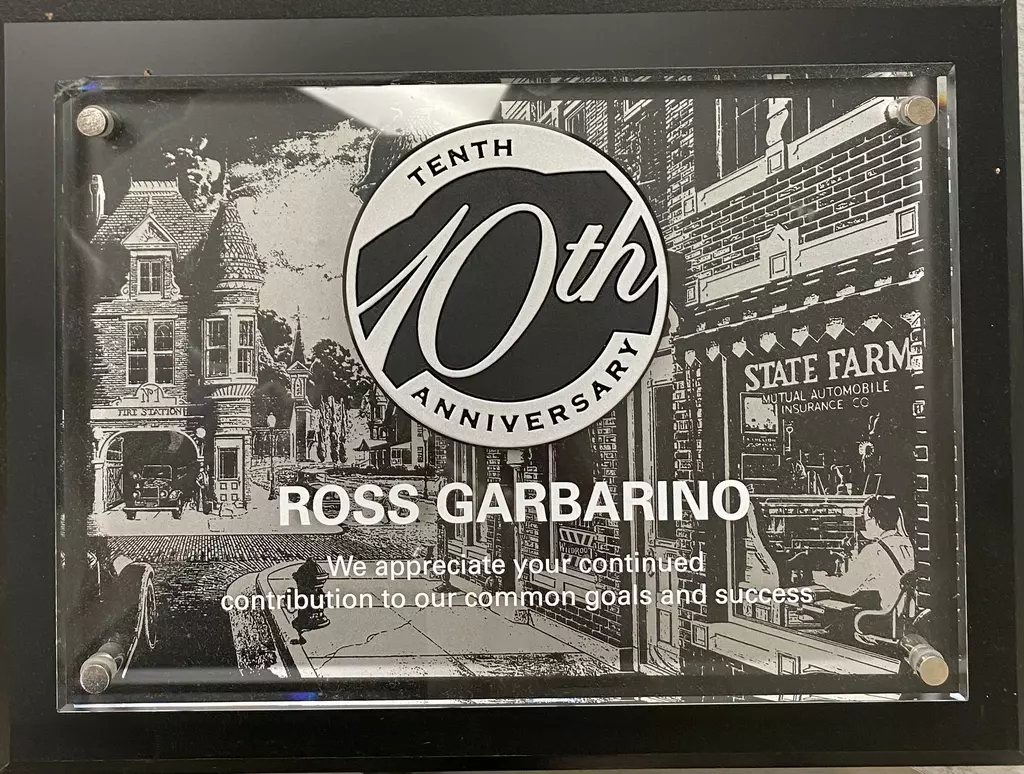 TENTH
10th
ANNIVERSARY
Nº1
FIRE STATION
STATE FARM
MUTUAL AUTOMOBILE
INSURANCE CO
ROSS GARBARINO
We appreciate your continued
contribution to our common goals and success